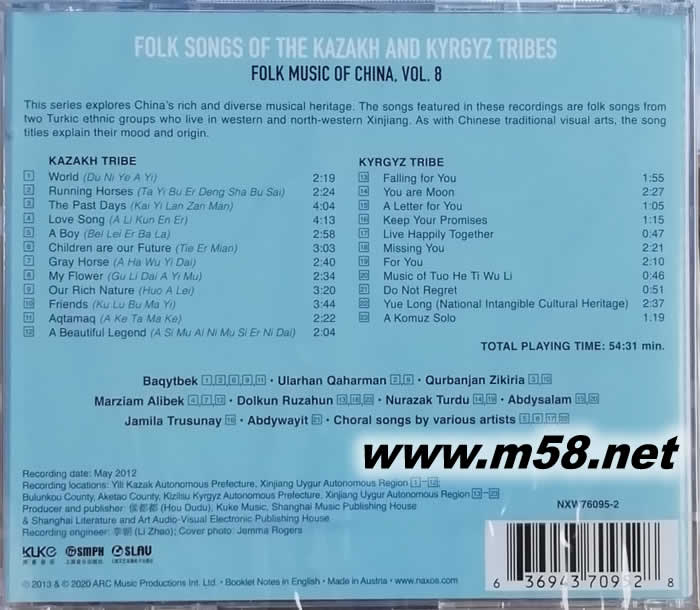 FOLK SONGS OF THE KAZAKH AND KYRGYZ TRIBES
FOLK MUSIC OF CHINA, VOL. 8
This series explores China's rich and diverse musical heritage. The songs featured in these recordings are folk songs from
two Turkic ethnic groups who live in western and north-western Xinjiang. As with Chinese traditional visual arts, the song
titles explain their mood and origin.
KAZAKH TRIBE
1 World (Du Ni Ye A Yi) 2:19
2 Running Horses (Ta Yi Bu Er Deng Sha Bu Sai) 2:24
3 The Past Days (Kai Yi Lan Zan Man) 4:04
4 Love Song (A Li Kun En Er) 4:13
5 A Boy (Bei Lei Er Ba La) 2:58
6 Children are our Future (Tie Er Mian) 3:03
7 Gray Horse (A Ha Wu Yi Dai) 2:40
8 My Flower (Gu Li Dai A Yi Mu) 2:34
9 Our Rich Nature (Huo A Lei) 3:20
10 Friends (Ku Lu Bu Ma Yi) 3:44
11 Aqtamaq (A Ke Ta Ma Ke) 2:22
12 A Beautiful Legend (A Si Mu Al Ni Mu Si Er Ni Dai) 2:04
KYRGYZ TRIBE
13 Falling for You 1:55
14 You are Moon 2:27
15 A Letter for You 1:05
16 Keep Your Promises 1:15
17 Live Happily Together 0:47
18 Missing You 2:21
19 For You 2:10
20 Music of Tuo He Ti Wu Li 0:46
21 Do Not Regret 0:51
22 Yue Long (National Intangible Cultural Heritage) 2:37
23 A Komuz Solo 1:19
TOTAL PLAYING TIME: 54:31 min.
Baqytbek • Ularhan Qaharman • Qurbanjan Zikiria
Marziam Alibek • Dolkun Ruzahun • Nurazak Turdu • Abdysalam
Jamila Trusunay • Abdywayit • Choral songs by various artists
www.m58.net
Recording date: May 2012
Recording locations: Yili Kazak Autonomous Prefecture, Xinjiang Uygur Autonomous Region 1–12;
Bulunkou County, Aketao County, Kizilsu Kyrgyz Autonomous Prefecture, Xinjiang Uygur Autonomous Region 13–23
Producer and publisher: 侯都都 (Hou Dudu), Kuke Music, Shanghai Music Publishing House
& Shanghai Literature and Art Audio-Visual Electronic Publishing House
Recording engineer: (Li Zhao); Cover photo: Jemma Rogers
NXW76095-2
KUKE SMPH SLAV
℗ 2013 & © 2020 ARC Music Productions Int. Ltd. • Booklet Notes in English • Made in Austria • www.naxos.com
6 36943 70952 8